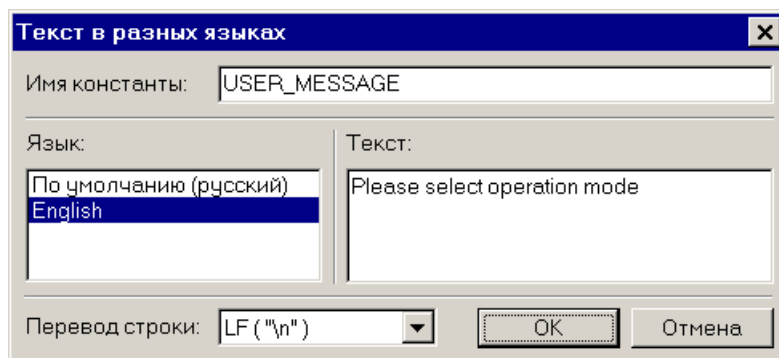 Текст в разных языках
Имя константы: USER_MESSAGE
Язык:
По умолчанию (русский)
English
Текст:
Please select operation mode
Перевод строки: LF ( "\n" )
OK
Отмена